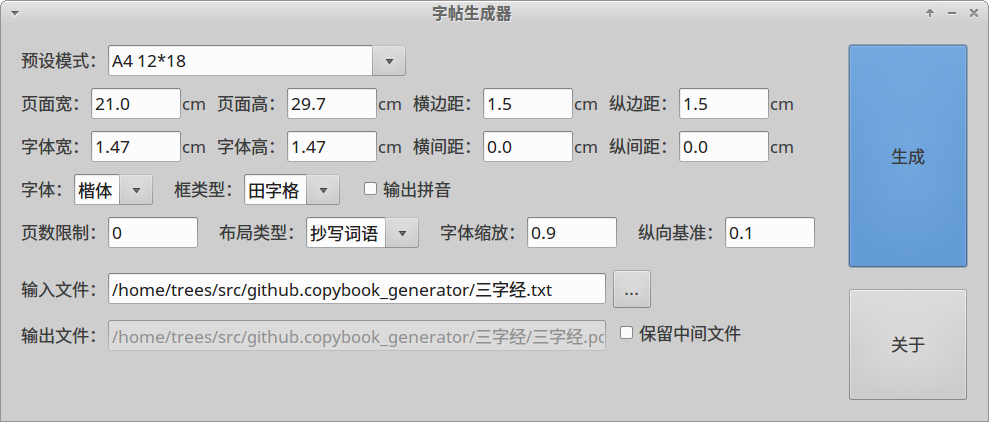 字帖生成器
预设模式: A4 12*18
页面宽: 21.0 cm 页面高: 29.7 cm 横边距: 1.5 cm 纵边距: 1.5 cm
字体宽: 1.47 cm 字体高: 1.47 cm 横间距: 0.0 cm 纵间距: 0.0 cm
生成
字体: 楷体 框类型: 田字格 输出拼音
页数限制: 0 布局类型: 抄写词语 字体缩放: 0.9 纵向基准: 0.1
输入文件: /home/trees/src/github.copybook_generator/三字经.txt ...
输出文件: /home/trees/src/github.copybook_generator/三字经/三字经.pd 保留中间文件
关于